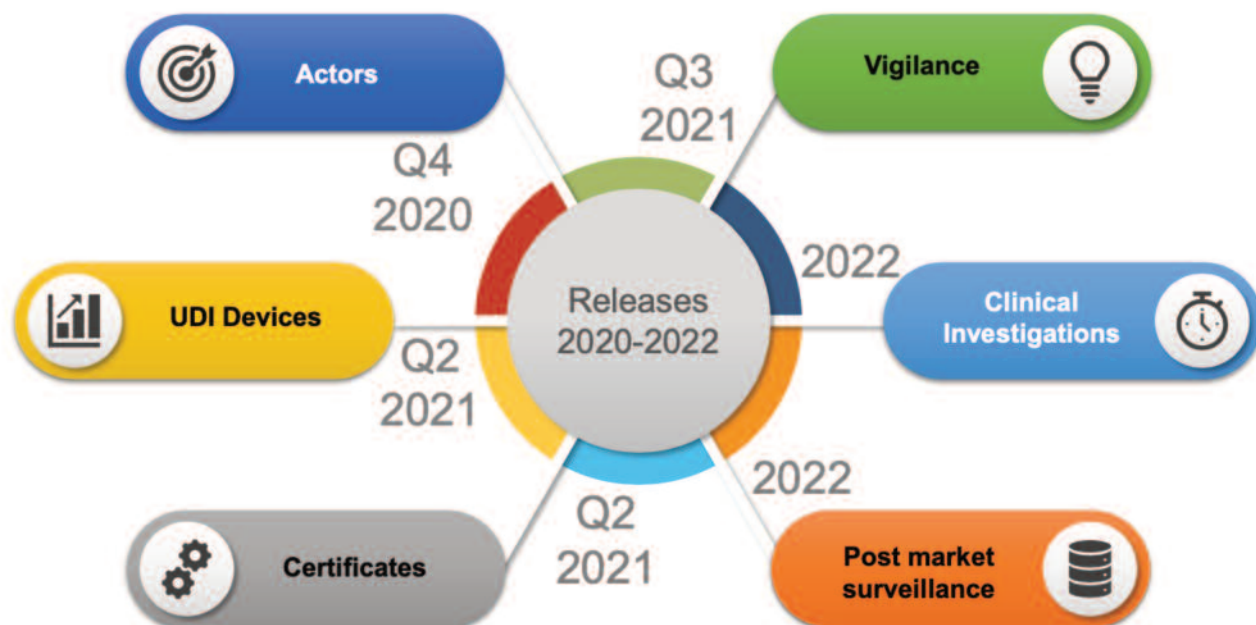 Actors
Q4
2020
UDI Devices
Q2
2021
Certificates
Q2
2021
Releases
2020-2022
Q3
2021
Vigilance
2022
Clinical
Investigations
2022
Post market
surveillance